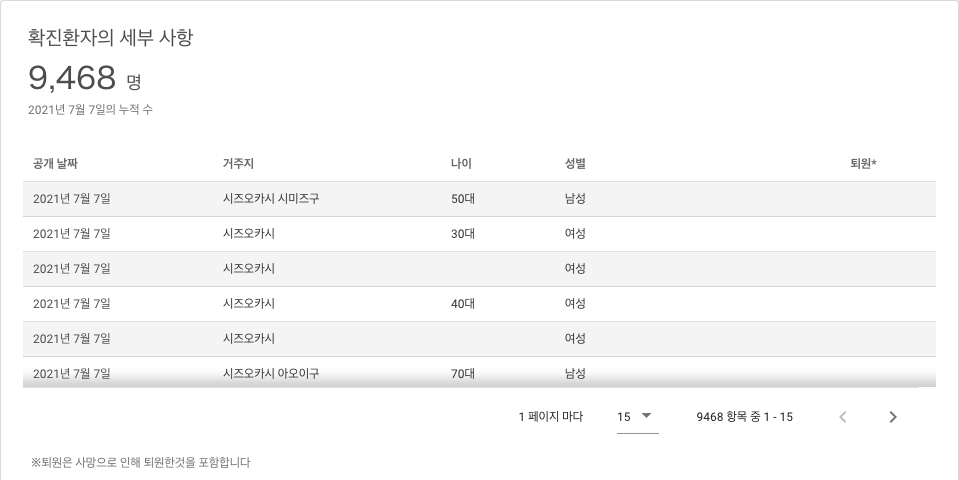 확진환자의 세부 사항
9,468 명
2021년 7월 7일의 누적 수
공개 날짜 거주지 나이 성별 퇴원*
2021년 7월 7일 시즈오카시 시미즈구 50대 남성
2021년 7월 7일 시즈오카시 30대 여성
2021년 7월 7일 시즈오카시 여성
2021년 7월 7일 시즈오카시 40대 여성
2021년 7월 7일 시즈오카시 여성
2021년 7월 7일 시즈오카시 아오이구 70대 남성
1 페이지 마다 15 9468 항목 중 1 - 15
※퇴원은 사망으로 인해 퇴원한것을 포함합니다